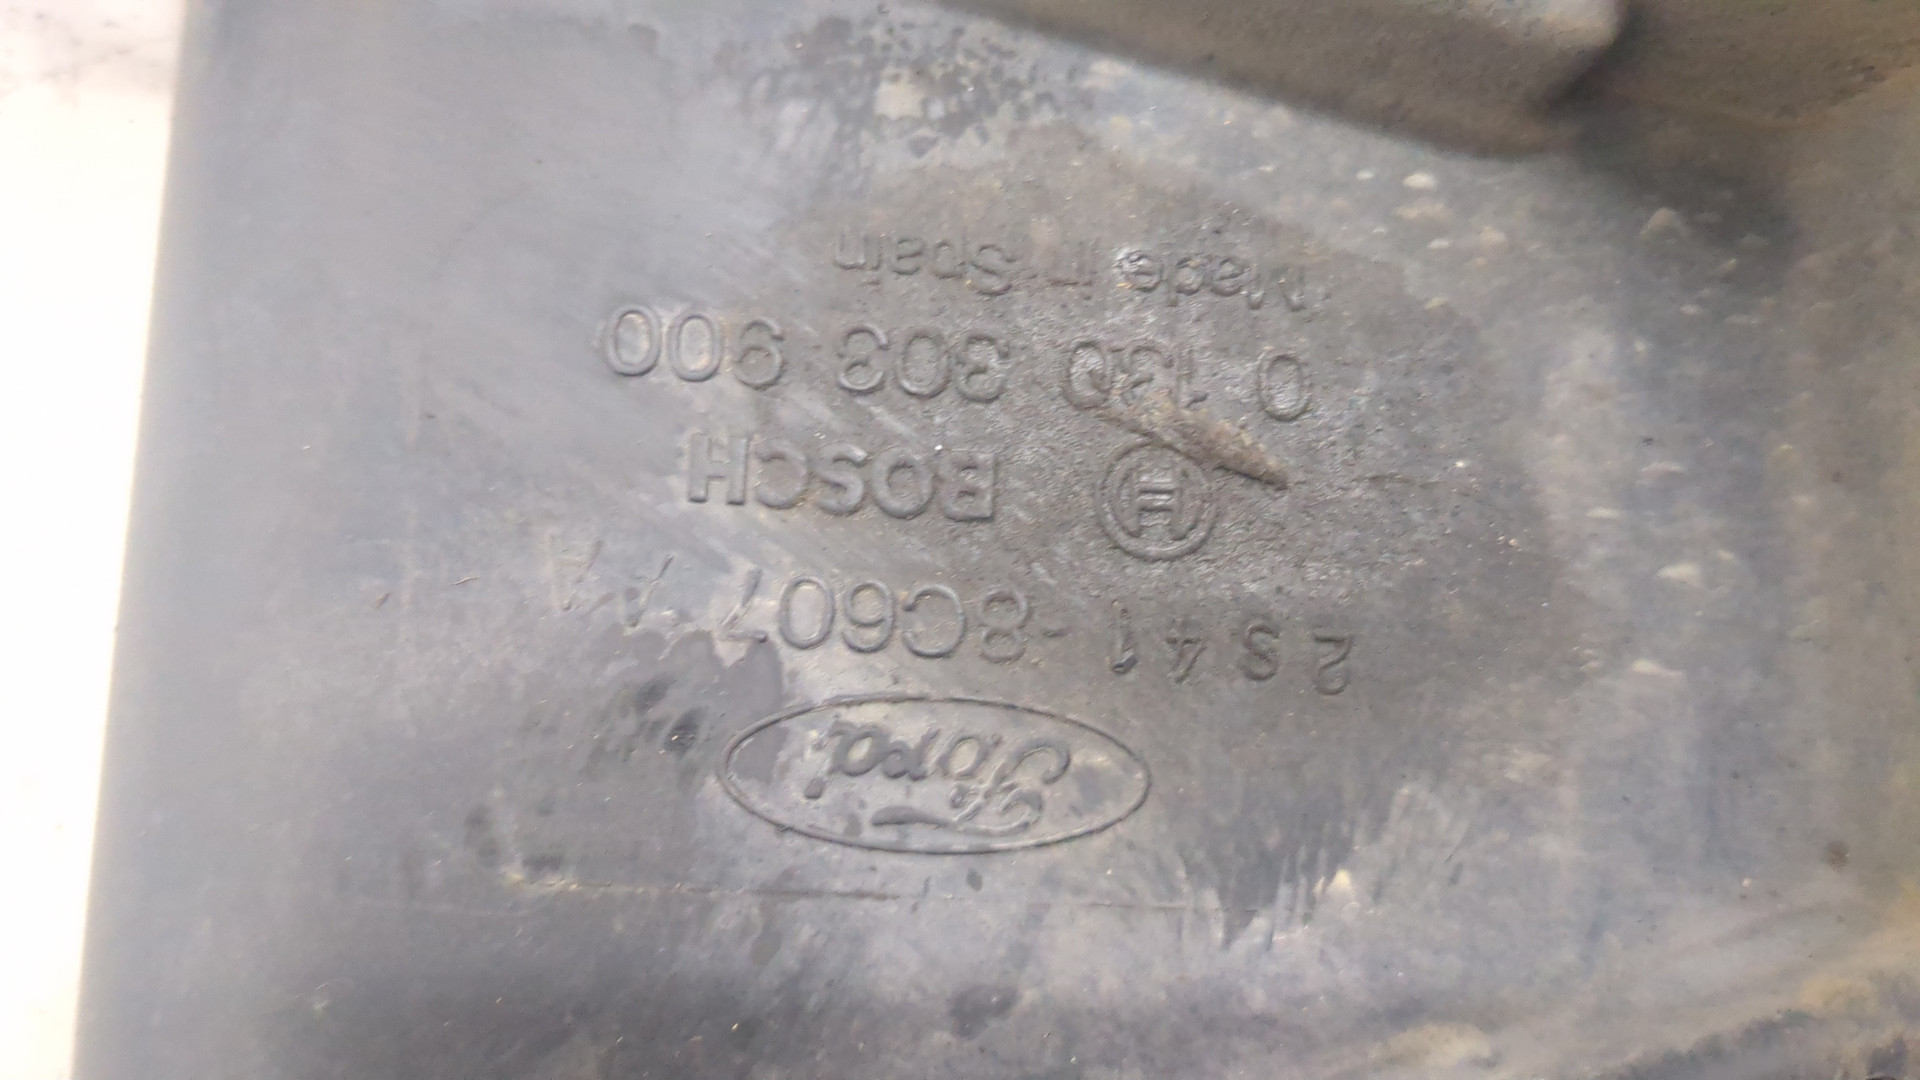 Ford
2S41-8C607 AA
BOSCH
0 130 303 900
Made in Spain